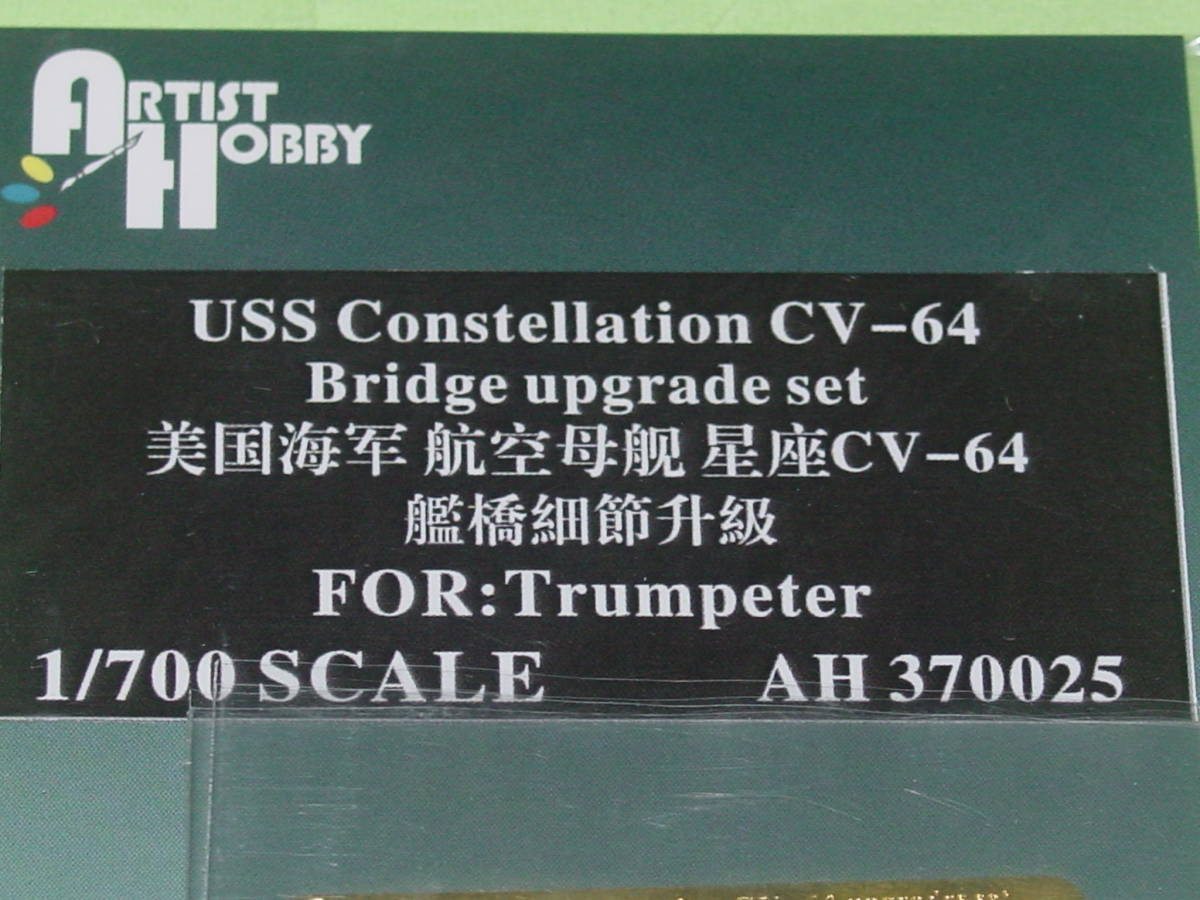 ARTIST
HOBBY
USS Constellation CV-64
Bridge upgrade set
美国海军 航空母舰 星座CV-64
艦橋細節升級
FOR:Trumpeter
1/700 SCALE AH 370025